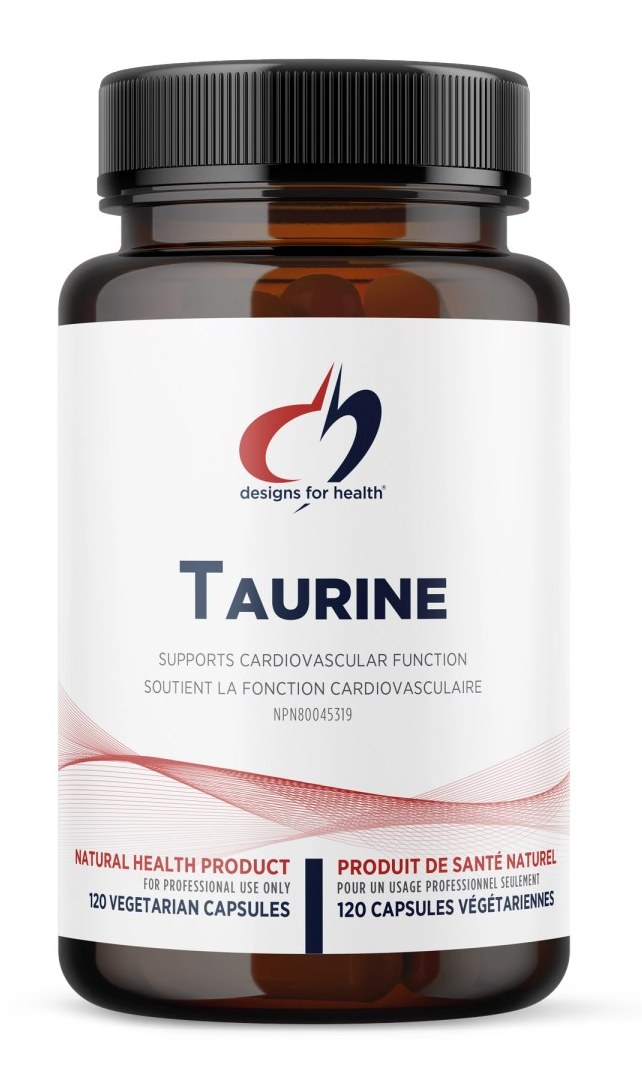 designs for health®
TAURINE
SUPPORTS CARDIOVASCULAR FUNCTION
SOUTIENT LA FONCTION CARDIOVASCULAIRE
NPN80045319
NATURAL HEALTH PRODUCT
FOR PROFESSIONAL USE ONLY
120 VEGETARIAN CAPSULES
PRODUIT DE SANTÉ NATUREL
POUR UN USAGE PROFESSIONNEL SEULEMENT
120 CAPSULES VÉGÉTARIENNES